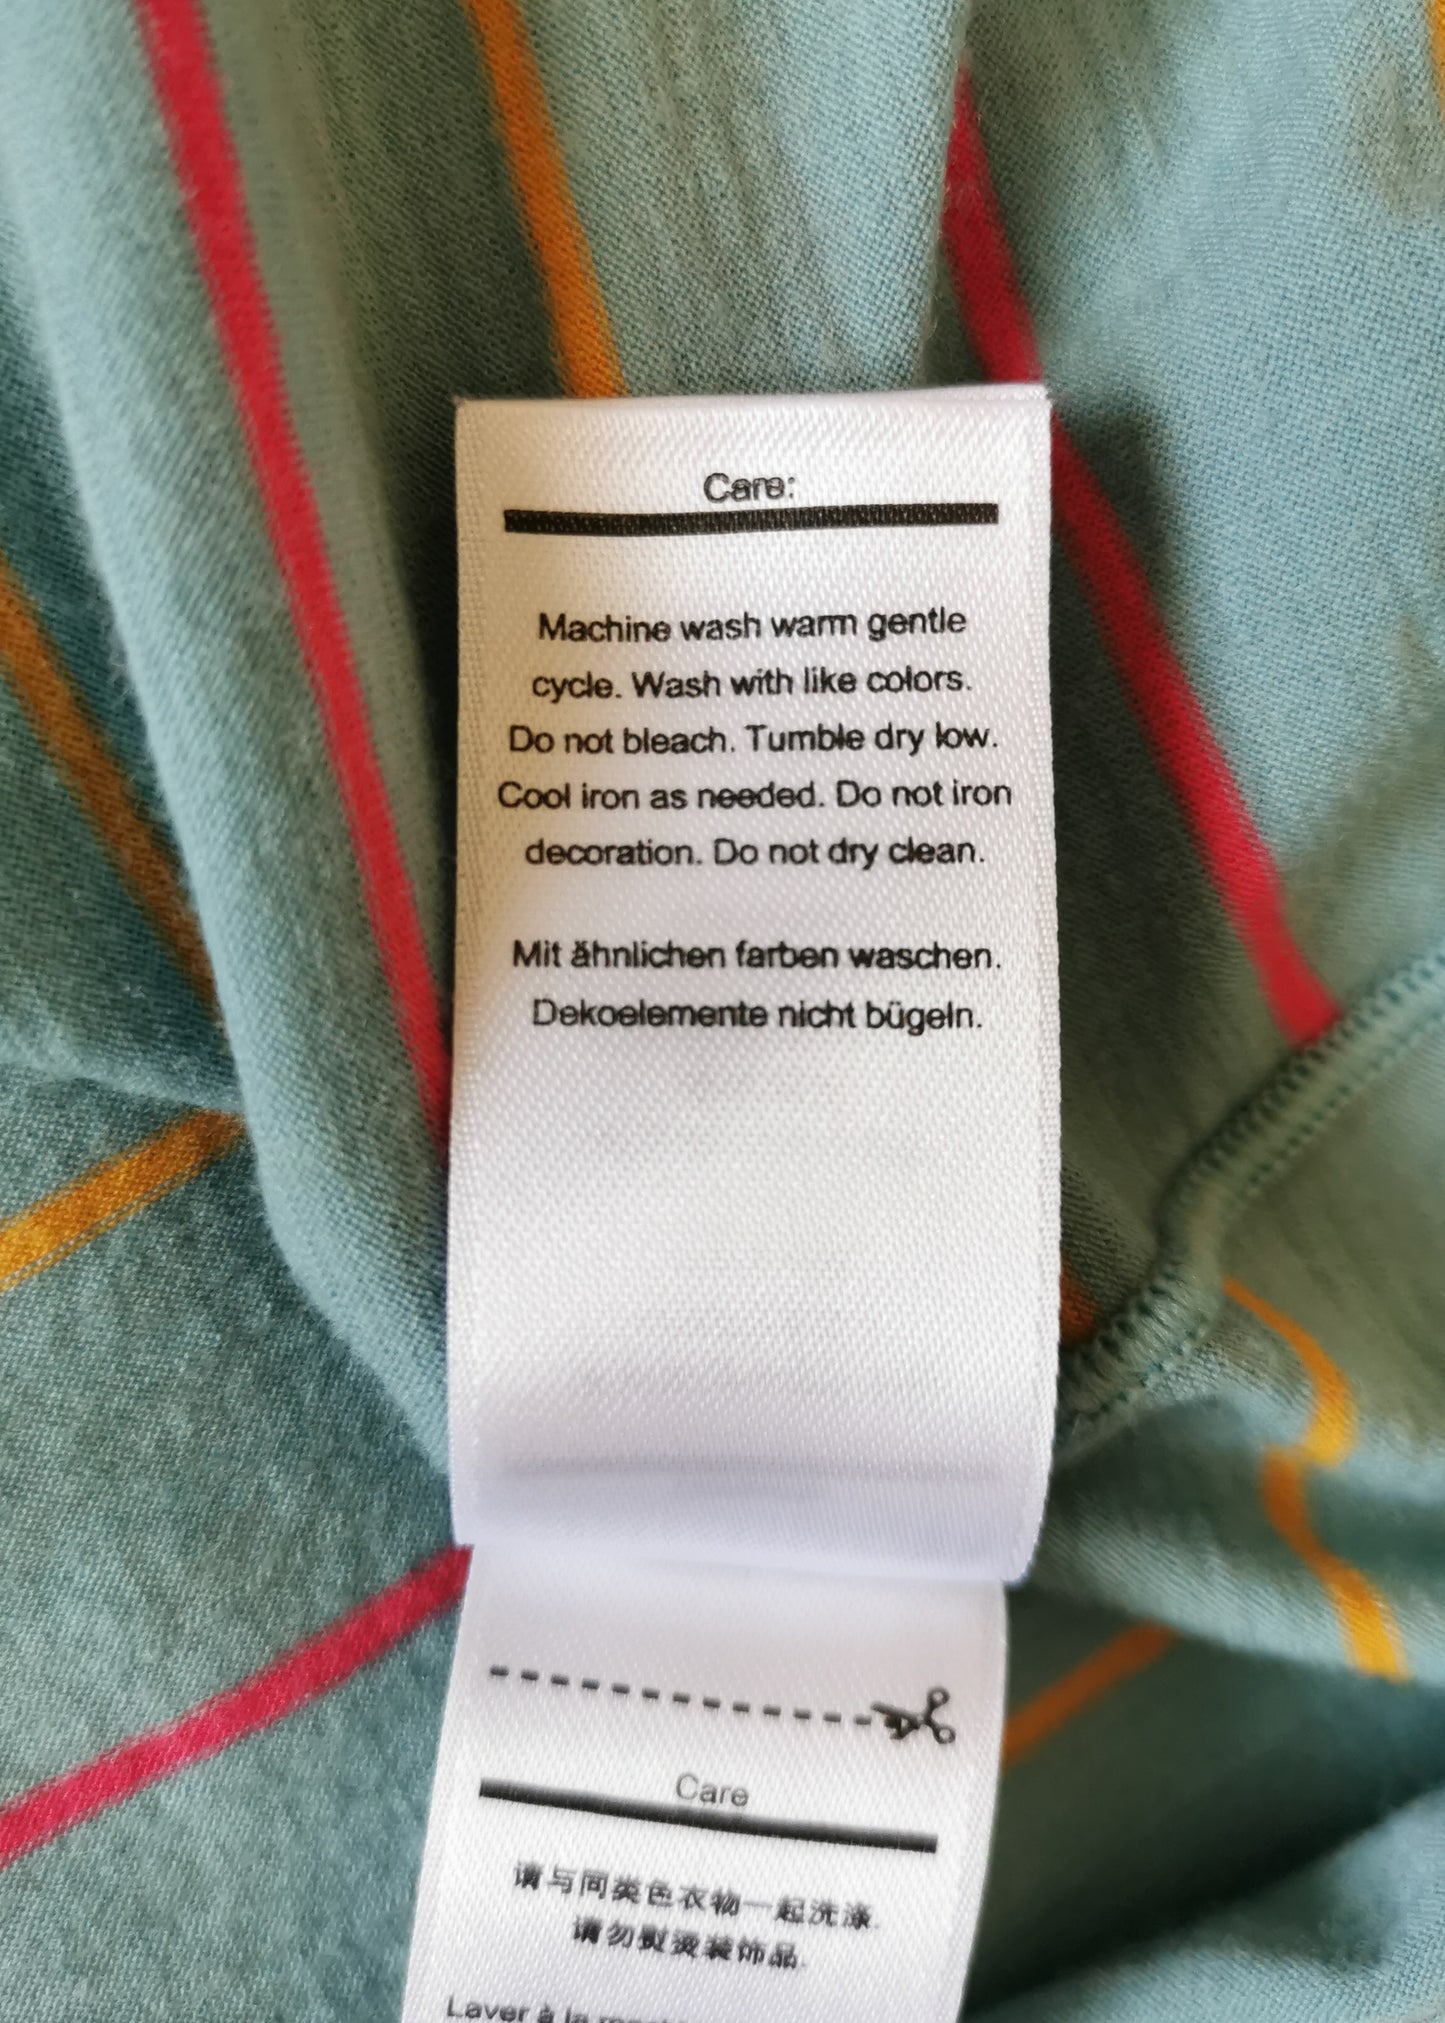 Care:
Machine wash warm gentle
cycle. Wash with like colors.
Do not bleach. Tumble dry low.
Cool iron as needed. Do not iron
decoration. Do not dry clean.
Mit ähnlichen farben waschen.
Dekoelemente nicht bügeln.
Care
请与同类色衣物一起洗涤.
请勿熨烫装饰品.
Laver à la